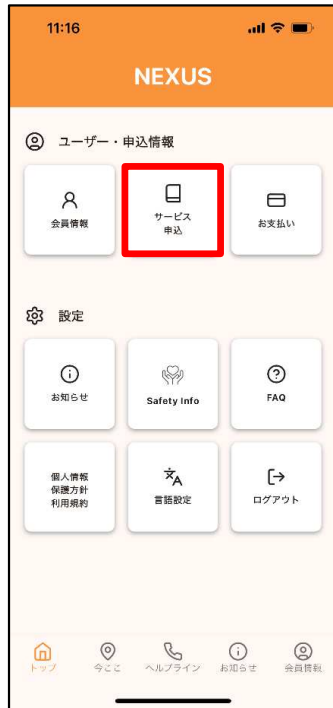 11:16
NEXUS
ユーザー・申込情報
会員情報
サービス
申込
お支払い
設定
お知らせ
Safety Info
FAQ
個人情報
保護方針
利用規約
言語設定
ログアウト
トップ
今ここ
ヘルプライン
お知らせ
会員情報